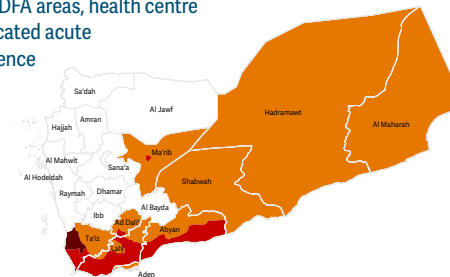 DFA areas, health centre
cated acute
ence
Sa'dah
Al Jawf
Amran
Hajjah
Hadramawt
Al Maharah
Ma'rib
Al Mahwit
Sana'a
Al Hodeidah
Shabwah
Raymah
Dhamar
Al Bayda
Ibb
Ad Dali'
Abyan
Ta'iz
Lahj
Aden